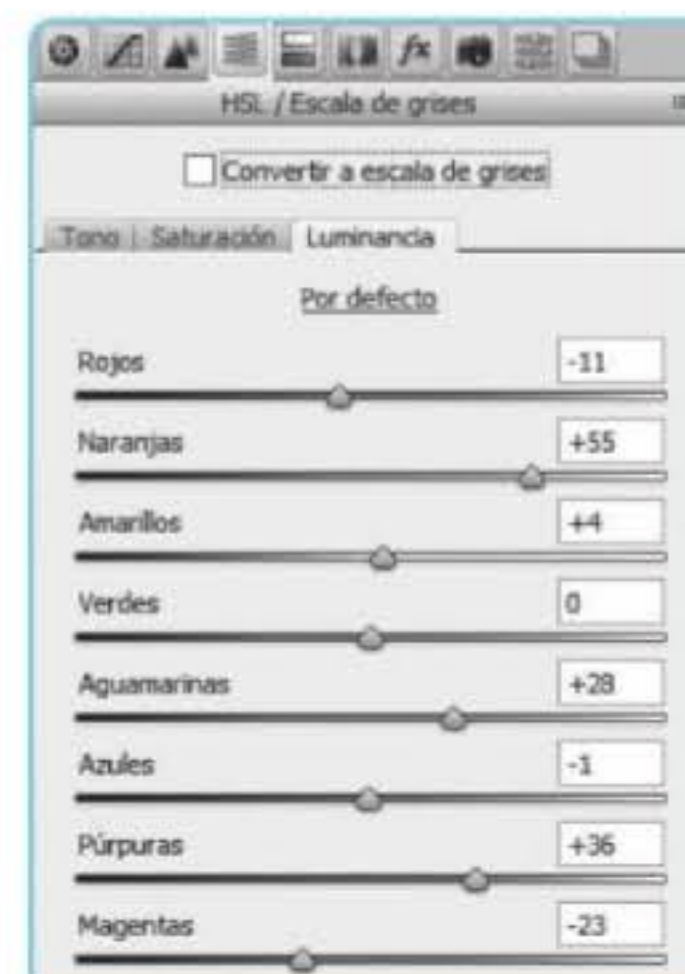 fx
HSL / Escala de grises
Convertir a escala de grises
Tono Saturación Luminancia
Por defecto
Rojos -11
Naranjas +55
Amarillos +4
Verdes 0
Aguamarinas +28
Azules -1
Púrpuras +36
Magentas -23